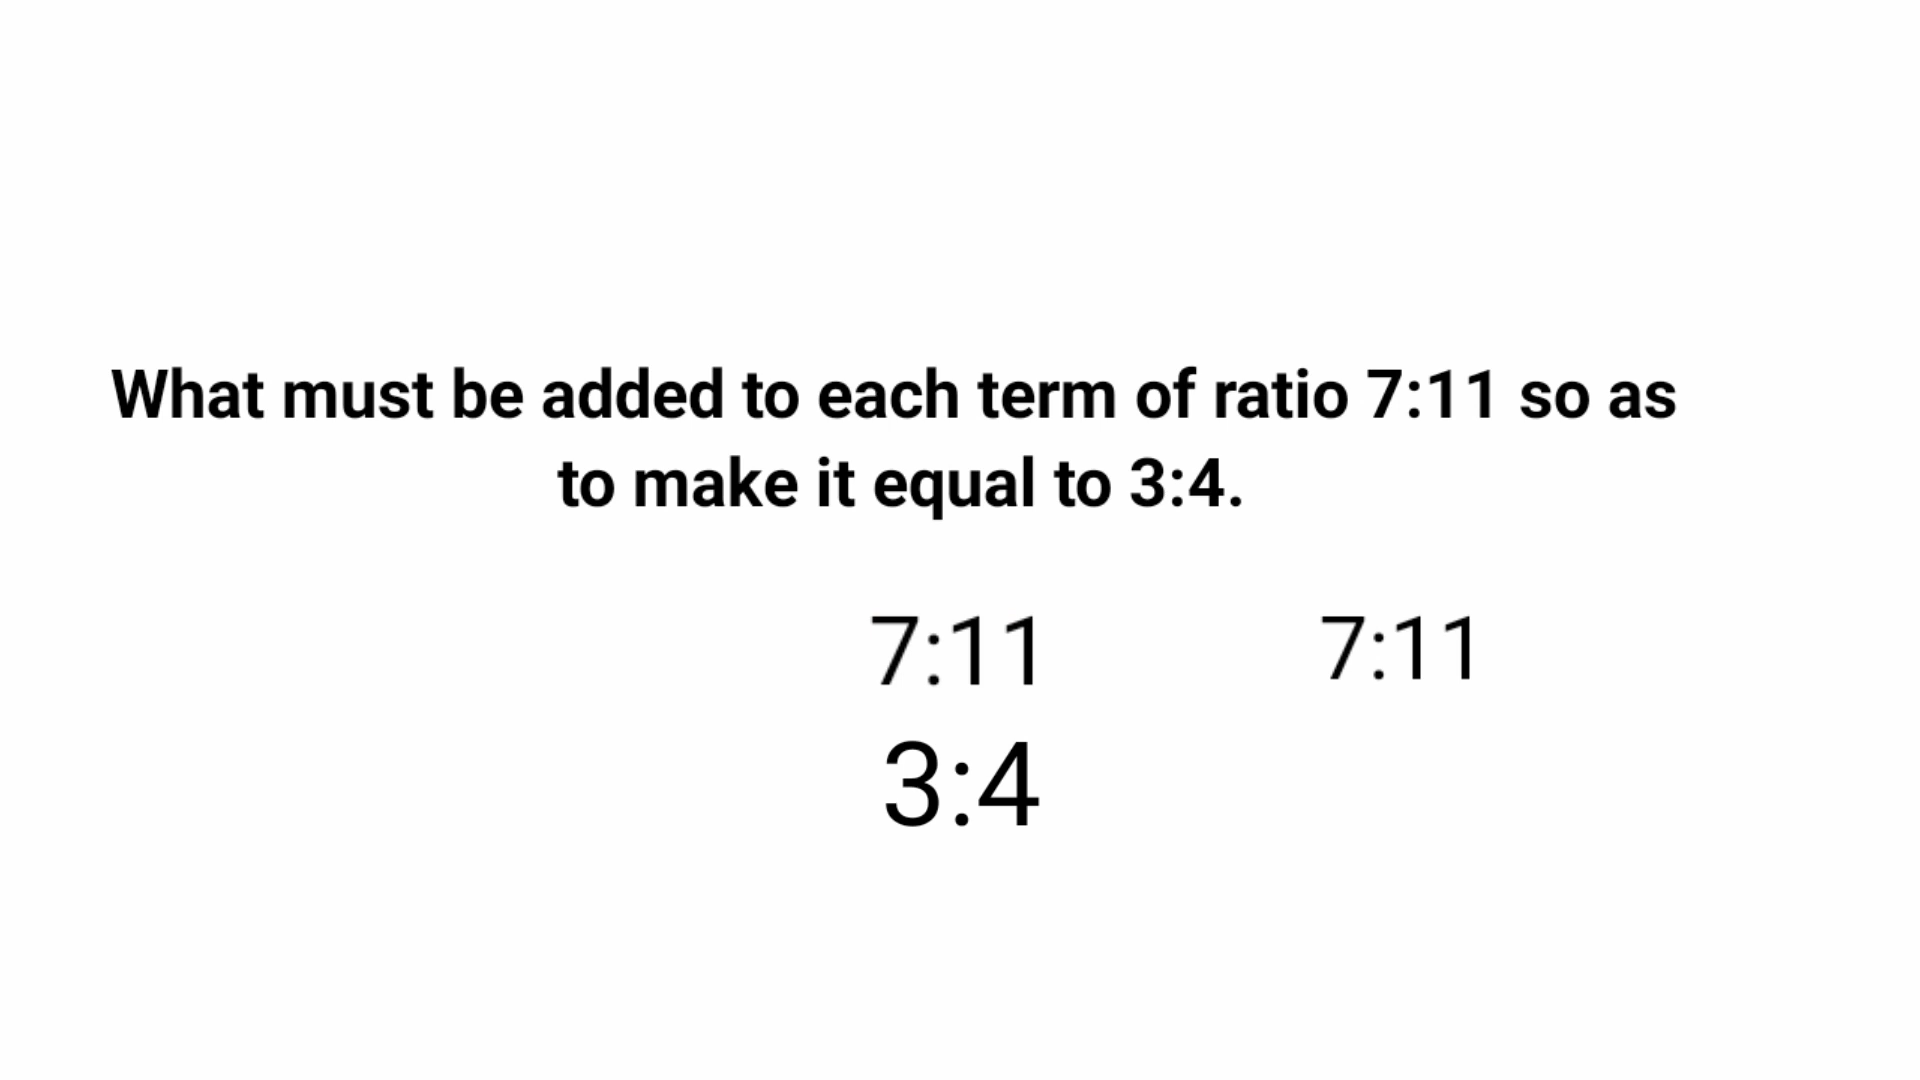 What must be added to each term of ratio 7:11 so as
to make it equal to 3:4.
7:11 7:11
3:4